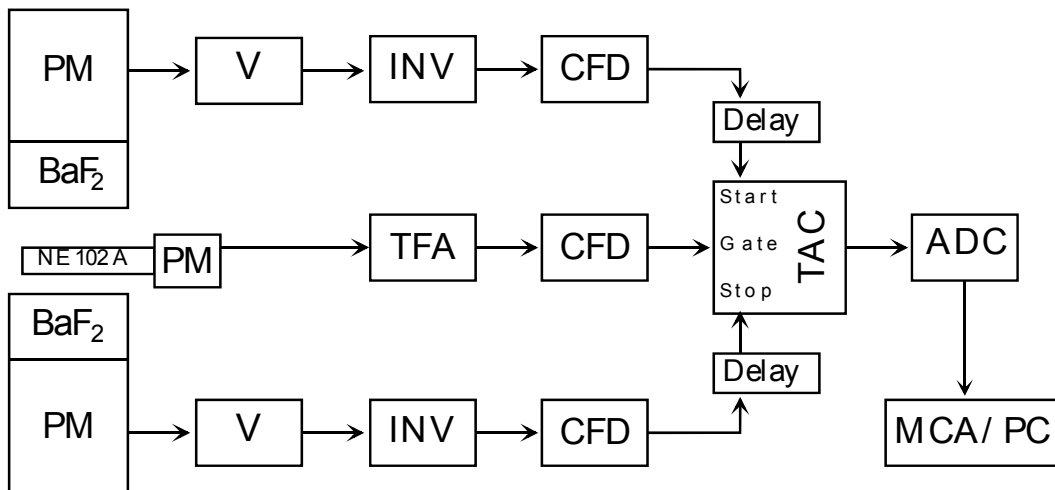 PM
V
INV
CFD
Delay
BaF₂
Start
Gate
Stop
TAC
NE 102 A
PM
TFA
CFD
ADC
BaF₂
PM
V
INV
CFD
Delay
MCA/ PC